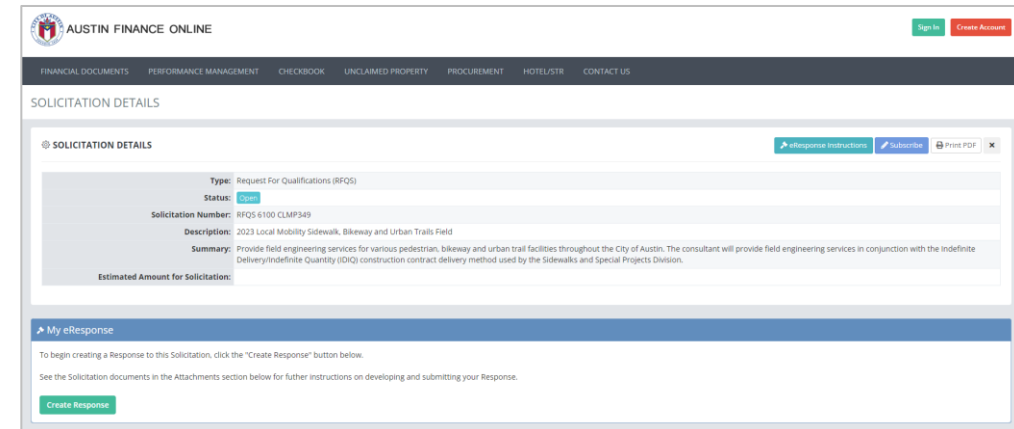 AUSTIN FINANCE ONLINE
Sign In
Create Account
FINANCIAL DOCUMENTS PERFORMANCE MANAGEMENT CHECKBOOK UNCLAIMED PROPERTY PROCUREMENT HOTEL/STR CONTACT US
SOLICITATION DETAILS
SOLICITATION DETAILS
eResponse Instructions
Subscribe
Print PDF
Type: Request For Qualifications (RFQS)
Status: Open
Solicitation Number: RFQS 6100 CLMP349
Description: 2023 Local Mobility Sidewalk, Bikeway and Urban Trails Field
Summary: Provide field engineering services for various pedestrian, bikeway and urban trail facilities throughout the City of Austin. The consultant will provide field engineering services in conjunction with the Indefinite
Delivery/Indefinite Quantity (IDIQ) construction contract delivery method used by the Sidewalks and Special Projects Division.
Estimated Amount for Solicitation:
My eResponse
To begin creating a Response to this Solicitation, click the "Create Response" button below.
See the Solicitation documents in the Attachments section below for futher instructions on developing and submitting your Response.
Create Response